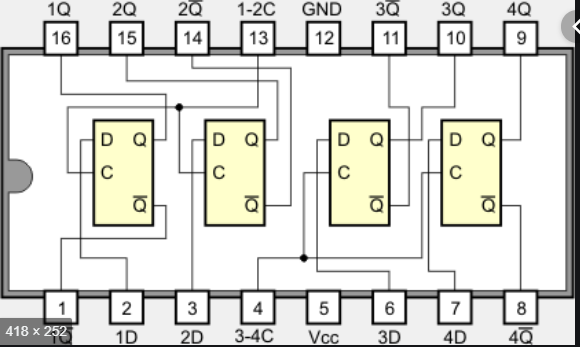 1Q 2Q 2Q̅ 1-2C GND 3Q̅ 3Q 4Q
16 15 14 13 12 11 10 9
D Q D Q D Q D Q
C C C C
Q̅ Q̅ Q̅ Q̅
1 2 3 4 5 6 7 8
418 × 252
1Q̅ 1D 2D 3-4C Vcc 3D 4D 4Q̅